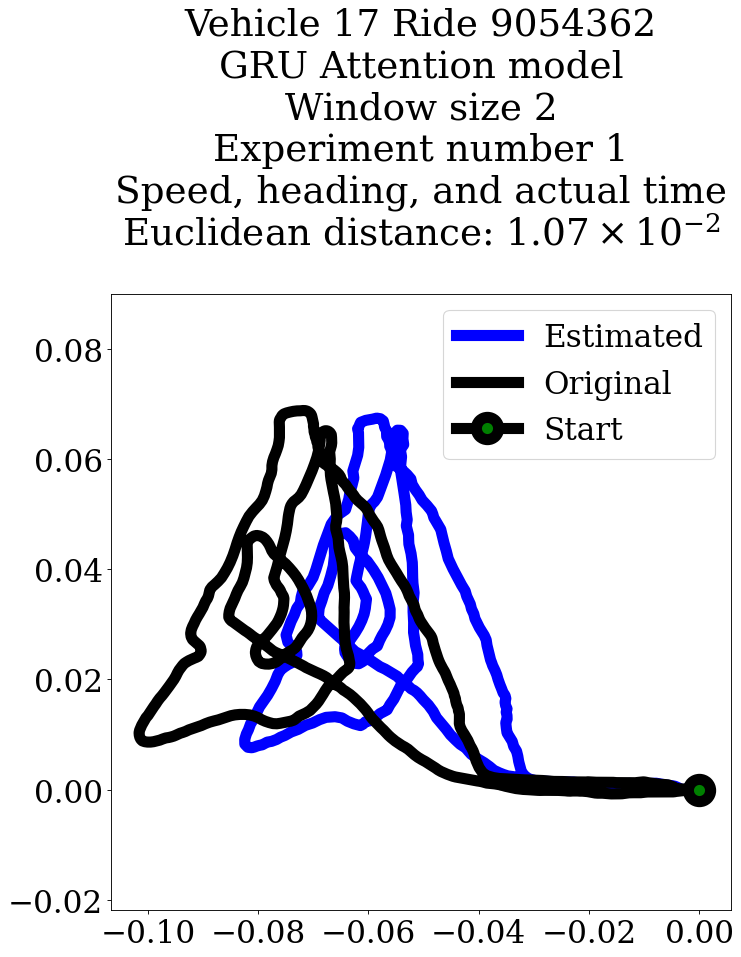 Vehicle 17 Ride 9054362
GRU Attention model
Window size 2
Experiment number 1
Speed, heading, and actual time
Euclidean distance: 1.07 × 10⁻²
Estimated
Original
Start
0.08
0.06
0.04
0.02
0.00
−0.02
−0.10 −0.08 −0.06 −0.04 −0.02 0.00